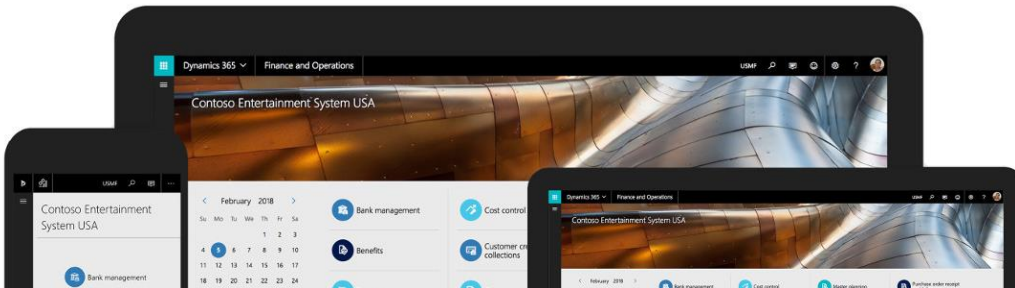 Dynamics 365
Finance and Operations
USMF
?
Contoso Entertainment System USA
February 2018
Su Mo Tu We Th Fr Sa
1 2 3
4 5 6 7 8 9 10
11 12 13 14 15 16 17
18 19 20 21 22 23 24
Bank management
Cost control
Benefits
Customer cr
collections
USMF
Contoso Entertainment
System USA
Bank management
Dynamics 365
Finance and Operations
USMF
?
Contoso Entertainment System USA
February 2018
Bank management
Cost control
Master planning
Purchase order receipt